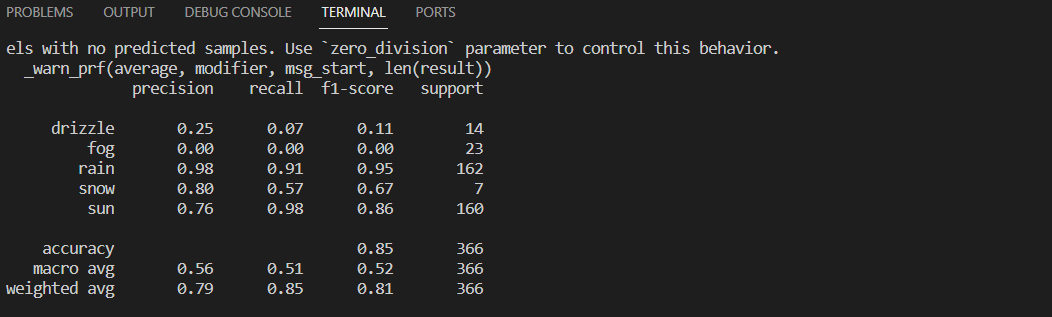 PROBLEMS OUTPUT DEBUG CONSOLE TERMINAL PORTS
els with no predicted samples. Use `zero_division` parameter to control this behavior.
_warn_prf(average, modifier, msg_start, len(result))
precision recall f1-score support
drizzle 0.25 0.07 0.11 14
fog 0.00 0.00 0.00 23
rain 0.98 0.91 0.95 162
snow 0.80 0.57 0.67 7
sun 0.76 0.98 0.86 160
accuracy 0.85 366
macro avg 0.56 0.51 0.52 366
weighted avg 0.79 0.85 0.81 366